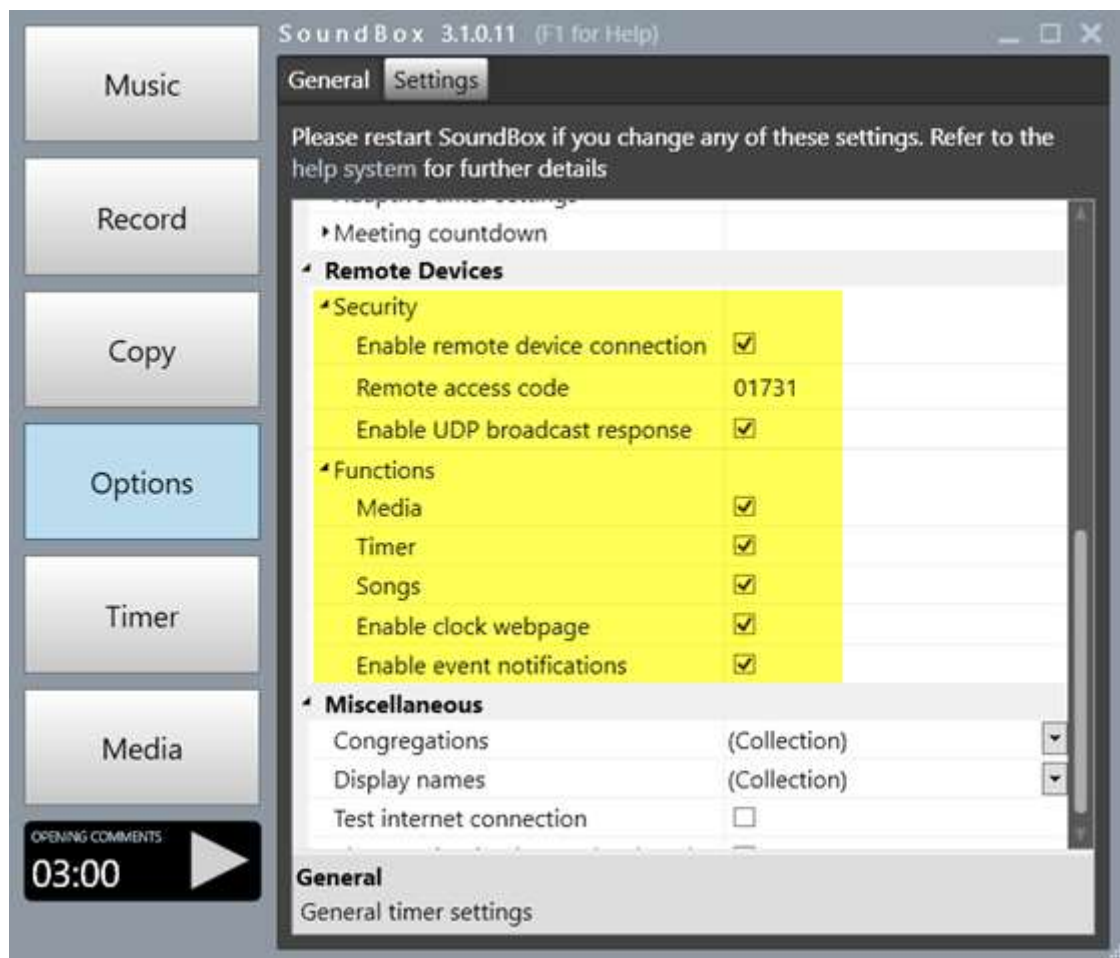 SoundBox 3.1.0.11 (F1 for Help)
Music
Record
Copy
Options
Timer
Media
OPENING COMMENTS
03:00
General Settings
Please restart SoundBox if you change any of these settings. Refer to the
help system for further details
Meeting countdown
Remote Devices
Security
Enable remote device connection
Remote access code 01731
Enable UDP broadcast response
Functions
Media
Timer
Songs
Enable clock webpage
Enable event notifications
Miscellaneous
Congregations (Collection)
Display names (Collection)
Test internet connection
General
General timer settings